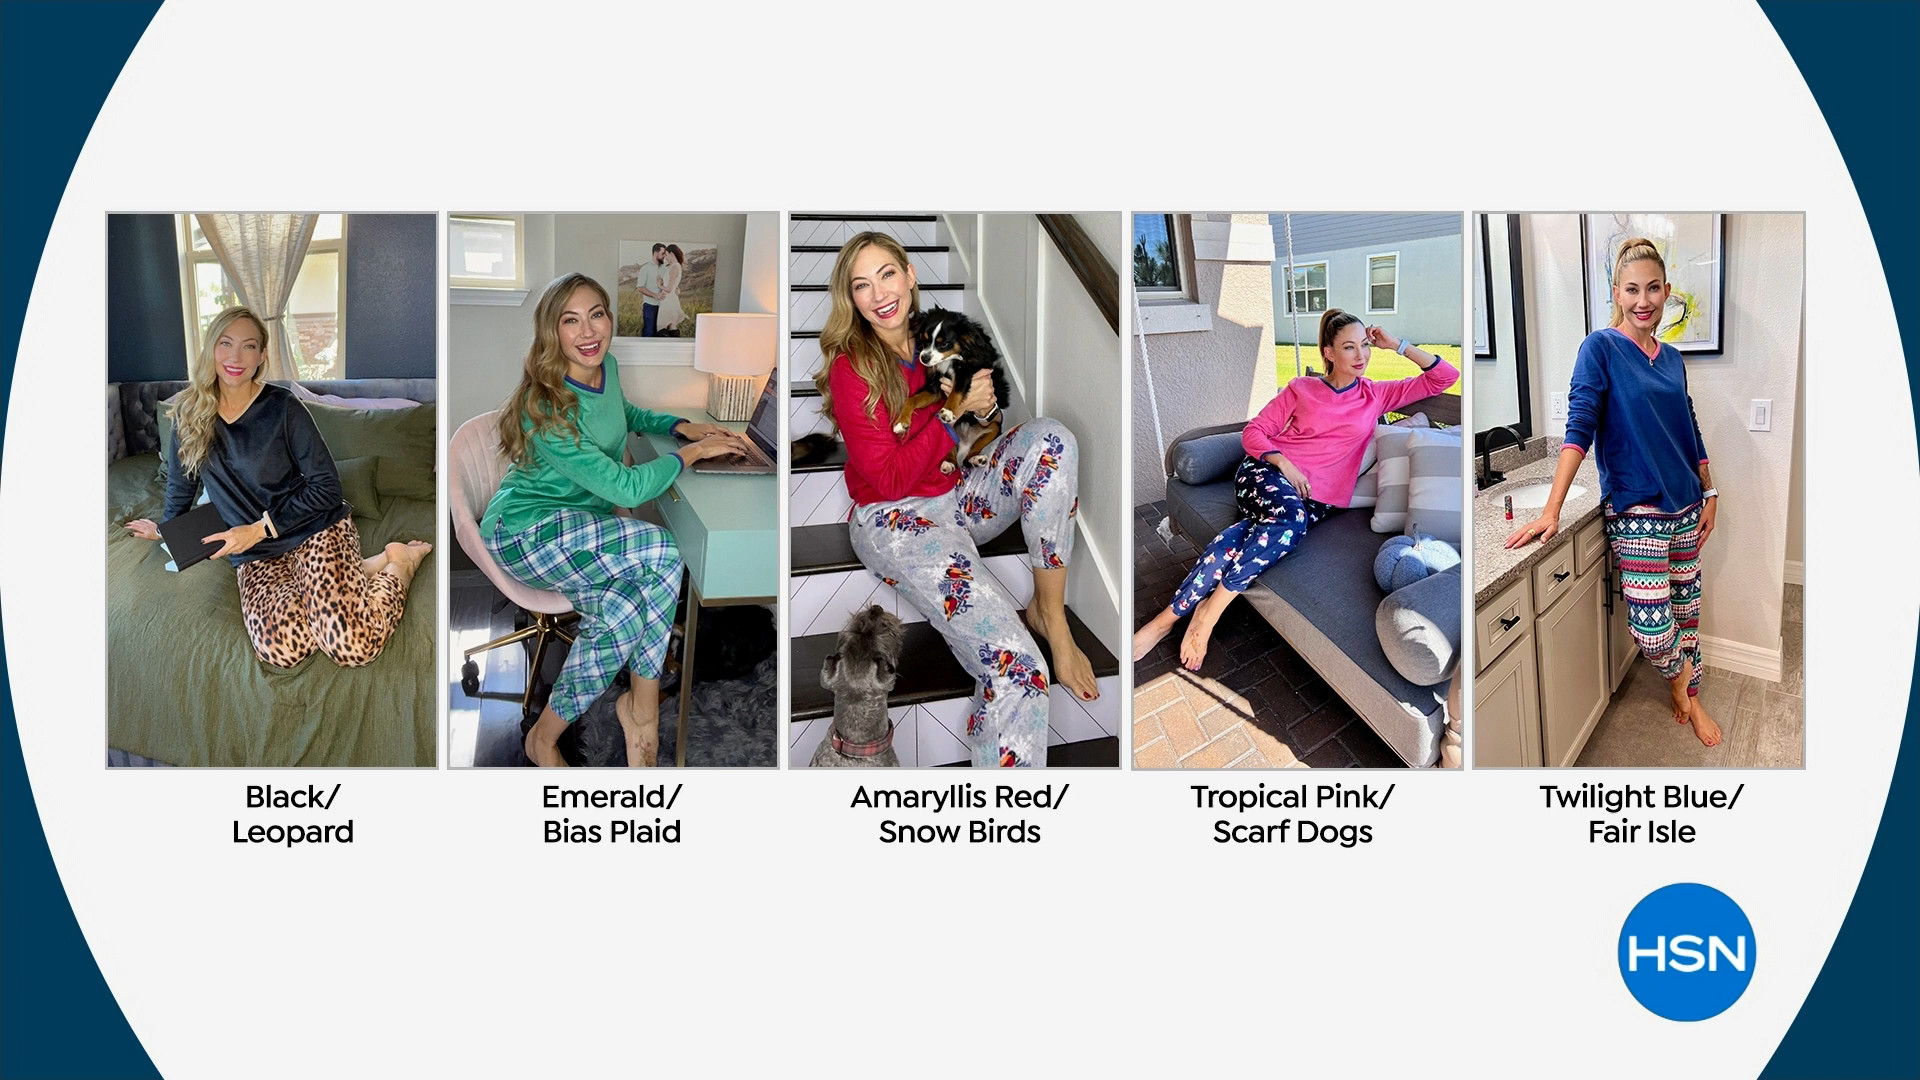 Black/
Leopard
Emerald/
Bias Plaid
Amaryllis Red/
Snow Birds
Tropical Pink/
Scarf Dogs
Twilight Blue/
Fair Isle
HSN